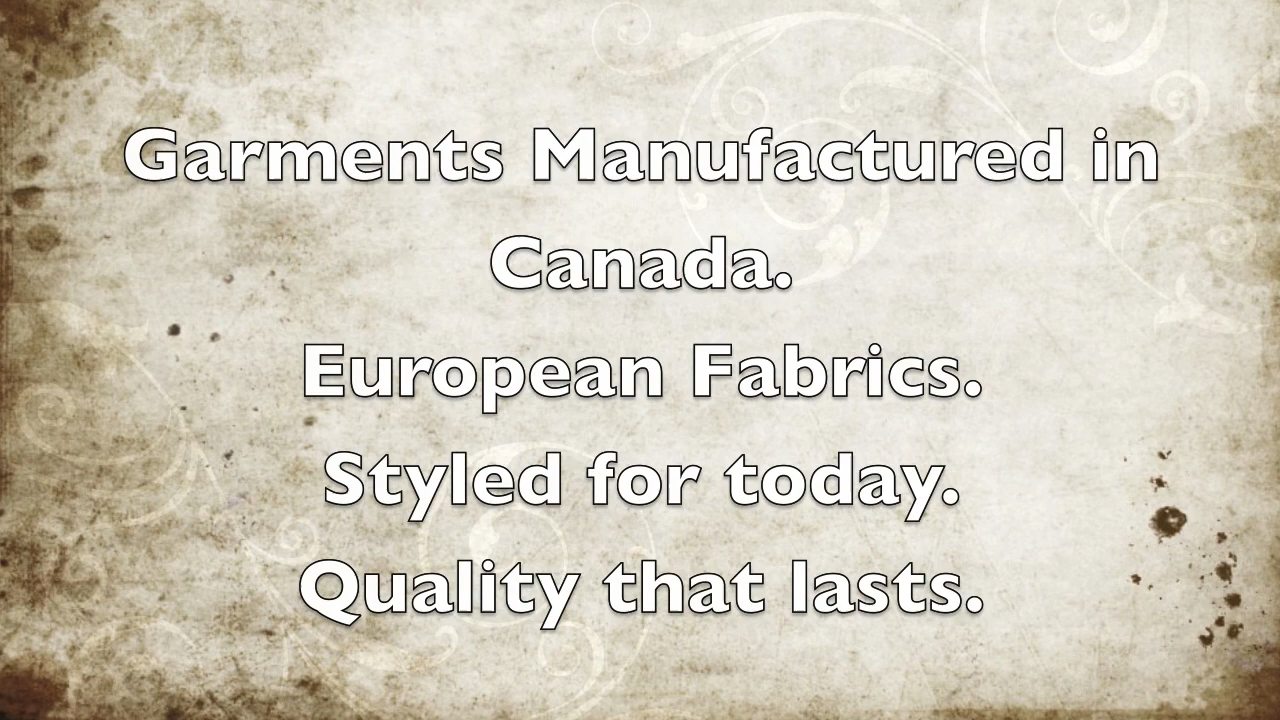 Garments Manufactured in
Canada.
European Fabrics.
Styled for today.
Quality that lasts.